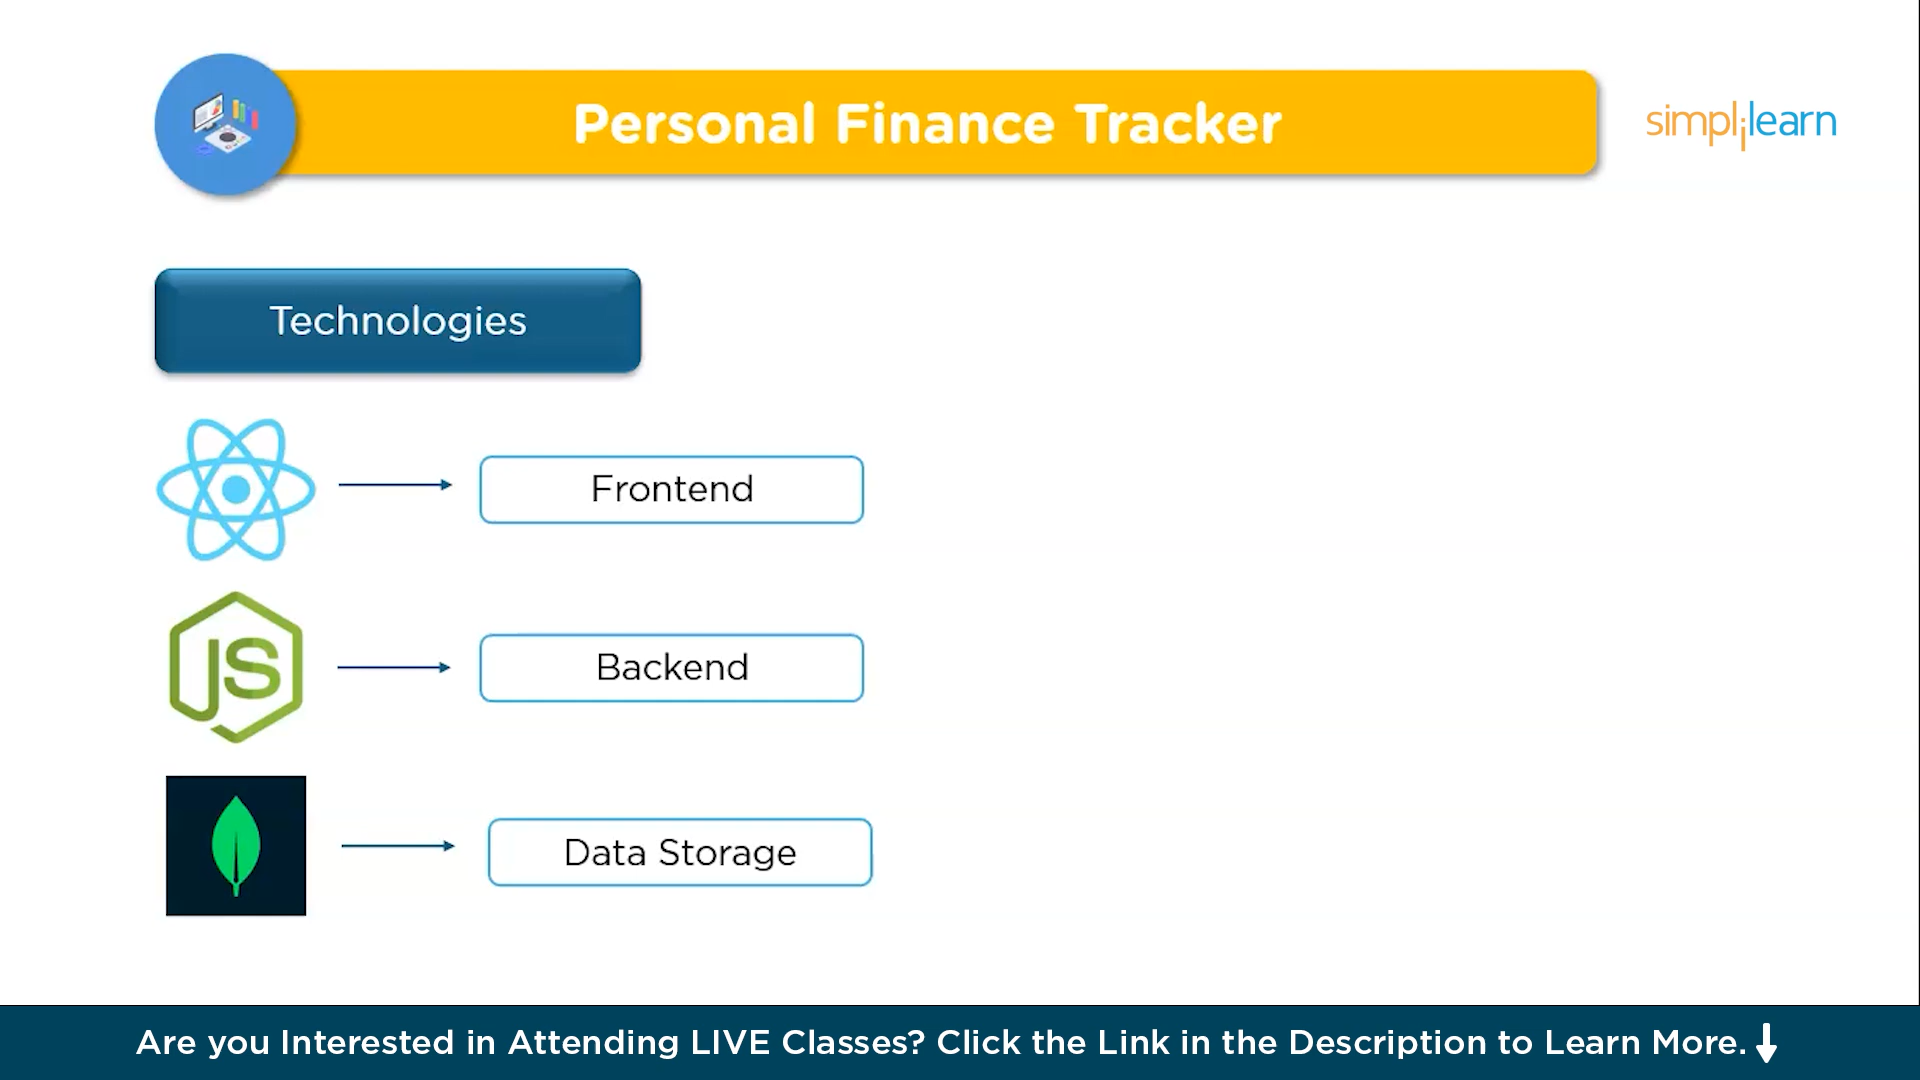 Personal Finance Tracker
simplilearn
Technologies
Frontend
JS
Backend
Data Storage
Are you Interested in Attending LIVE Classes? Click the Link in the Description to Learn More.